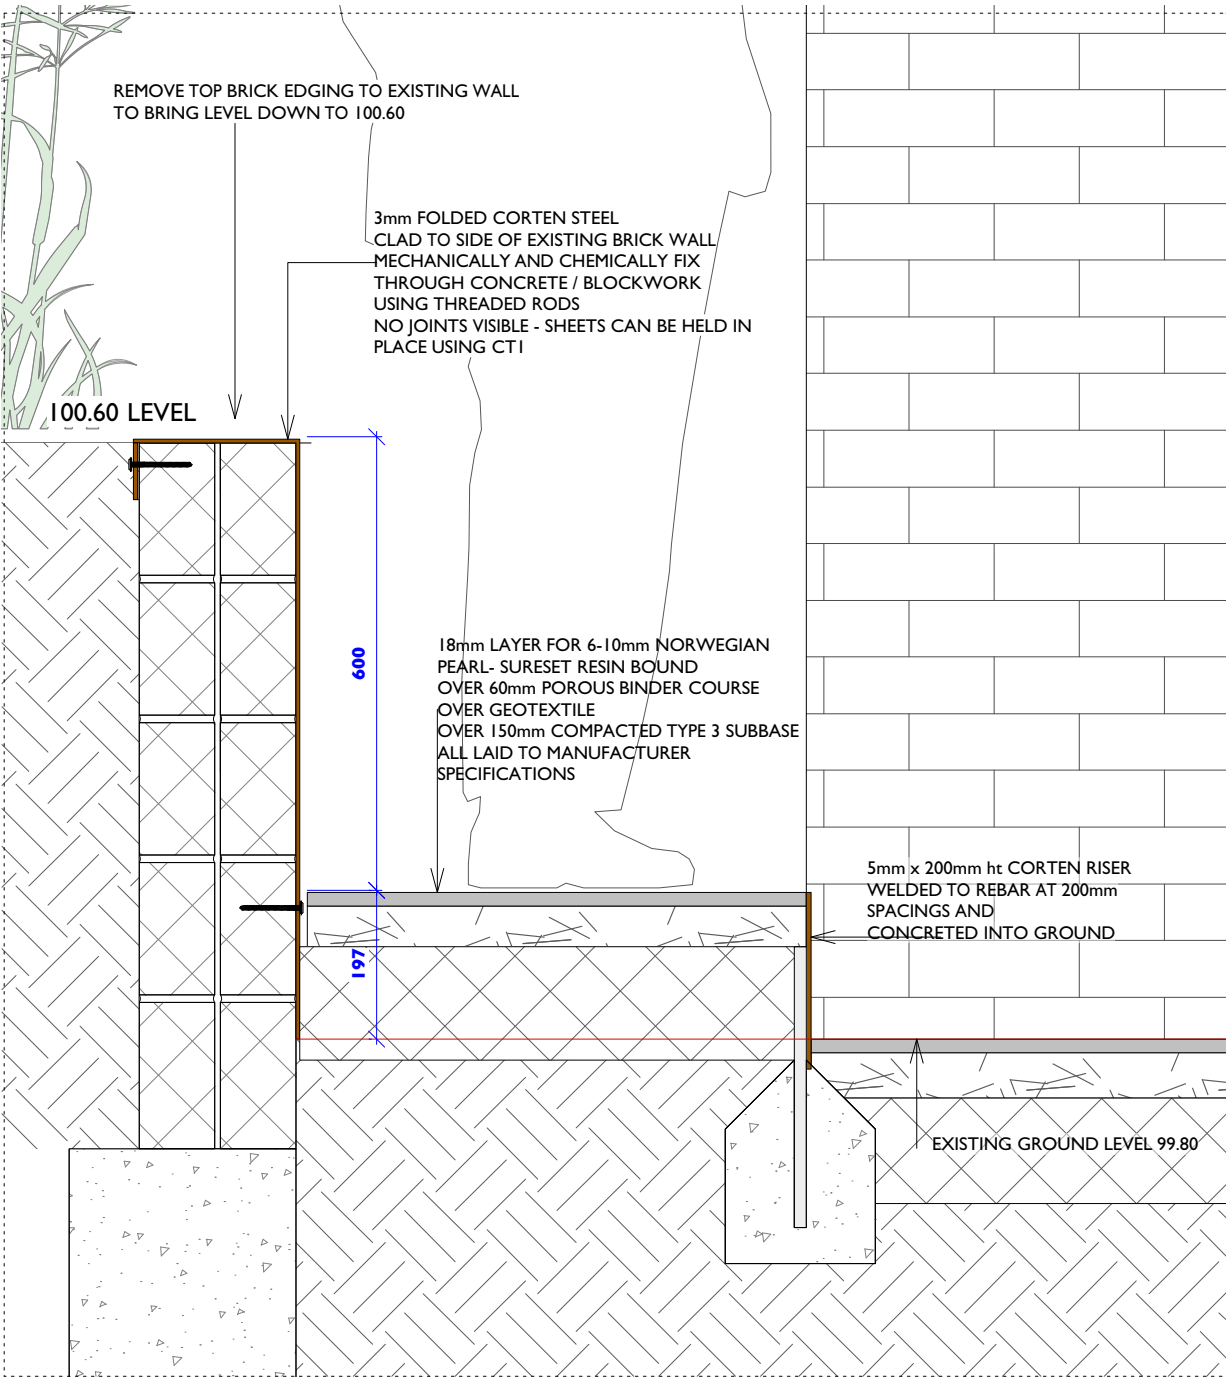 REMOVE TOP BRICK EDGING TO EXISTING WALL
TO BRING LEVEL DOWN TO 100.60
3mm FOLDED CORTEN STEEL
CLAD TO SIDE OF EXISTING BRICK WALL
MECHANICALLY AND CHEMICALLY FIX
THROUGH CONCRETE / BLOCKWORK
USING THREADED RODS
NO JOINTS VISIBLE - SHEETS CAN BE HELD IN
PLACE USING CT1
100.60 LEVEL
600
18mm LAYER FOR 6-10mm NORWEGIAN
PEARL- SURESET RESIN BOUND
OVER 60mm POROUS BINDER COURSE
OVER GEOTEXTILE
OVER 150mm COMPACTED TYPE 3 SUBBASE
ALL LAID TO MANUFACTURER
SPECIFICATIONS
5mm x 200mm ht CORTEN RISER
WELDED TO REBAR AT 200mm
SPACINGS AND
CONCRETED INTO GROUND
197
EXISTING GROUND LEVEL 99.80